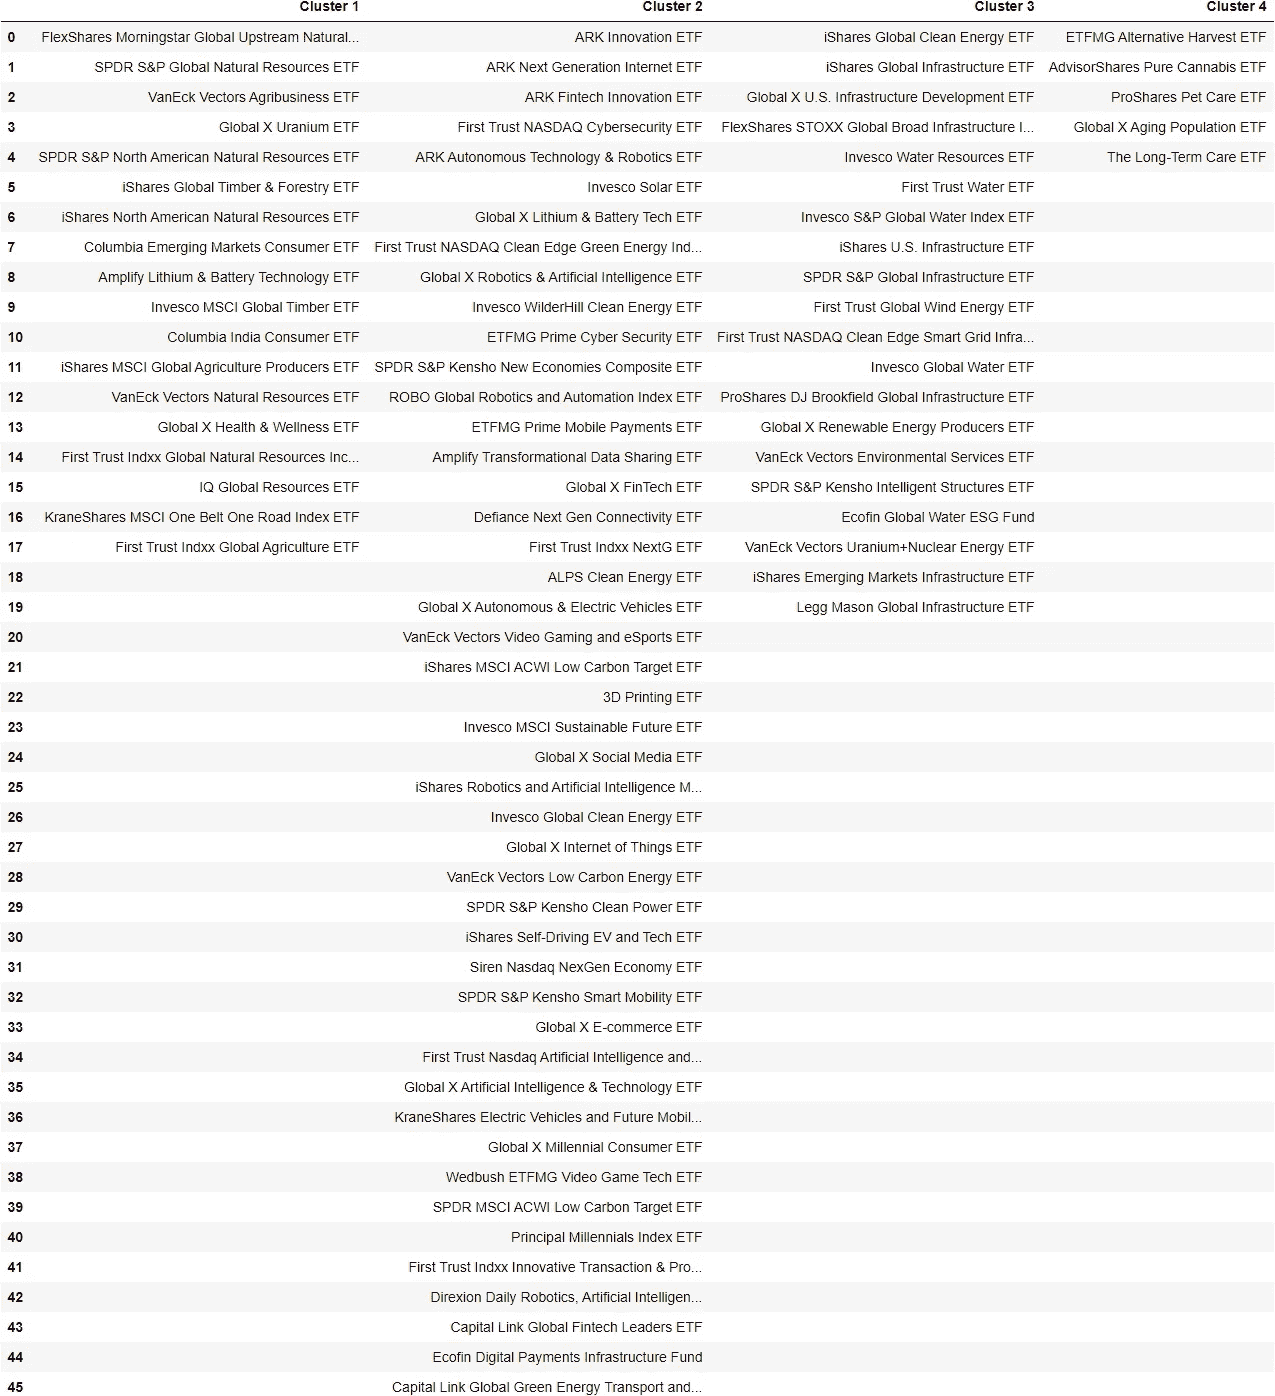 Cluster 1 Cluster 2 Cluster 3 Cluster 4
0 FlexShares Morningstar Global Upstream Natural... ARK Innovation ETF iShares Global Clean Energy ETF ETFMG Alternative Harvest ETF
1 SPDR S&P Global Natural Resources ETF ARK Next Generation Internet ETF iShares Global Infrastructure ETF AdvisorShares Pure Cannabis ETF
2 VanEck Vectors Agribusiness ETF ARK Fintech Innovation ETF Global X U.S. Infrastructure Development ETF ProShares Pet Care ETF
3 Global X Uranium ETF First Trust NASDAQ Cybersecurity ETF FlexShares STOXX Global Broad Infrastructure I... Global X Aging Population ETF
4 SPDR S&P North American Natural Resources ETF ARK Autonomous Technology & Robotics ETF Invesco Water Resources ETF The Long-Term Care ETF
5 iShares Global Timber & Forestry ETF Invesco Solar ETF First Trust Water ETF
6 iShares North American Natural Resources ETF Global X Lithium & Battery Tech ETF Invesco S&P Global Water Index ETF
7 Columbia Emerging Markets Consumer ETF First Trust NASDAQ Clean Edge Green Energy Ind... iShares U.S. Infrastructure ETF
8 Amplify Lithium & Battery Technology ETF Global X Robotics & Artificial Intelligence ETF SPDR S&P Global Infrastructure ETF
9 Invesco MSCI Global Timber ETF Invesco WilderHill Clean Energy ETF First Trust Global Wind Energy ETF
10 Columbia India Consumer ETF ETFMG Prime Cyber Security ETF First Trust NASDAQ Clean Edge Smart Grid Infra...
11 iShares MSCI Global Agriculture Producers ETF SPDR S&P Kensho New Economies Composite ETF Invesco Global Water ETF
12 VanEck Vectors Natural Resources ETF ROBO Global Robotics and Automation Index ETF ProShares DJ Brookfield Global Infrastructure ETF
13 Global X Health & Wellness ETF ETFMG Prime Mobile Payments ETF Global X Renewable Energy Producers ETF
14 First Trust Indxx Global Natural Resources Inc... Amplify Transformational Data Sharing ETF VanEck Vectors Environmental Services ETF
15 IQ Global Resources ETF Global X FinTech ETF SPDR S&P Kensho Intelligent Structures ETF
16 KraneShares MSCI One Belt One Road Index ETF Defiance Next Gen Connectivity ETF Ecofin Global Water ESG Fund
17 First Trust Indxx Global Agriculture ETF First Trust Indxx NextG ETF VanEck Vectors Uranium+Nuclear Energy ETF
18 ALPS Clean Energy ETF iShares Emerging Markets Infrastructure ETF
19 Global X Autonomous & Electric Vehicles ETF Legg Mason Global Infrastructure ETF
20 VanEck Vectors Video Gaming and eSports ETF
21 iShares MSCI ACWI Low Carbon Target ETF
22 3D Printing ETF
23 Invesco MSCI Sustainable Future ETF
24 Global X Social Media ETF
25 iShares Robotics and Artificial Intelligence M...
26 Invesco Global Clean Energy ETF
27 Global X Internet of Things ETF
28 VanEck Vectors Low Carbon Energy ETF
29 SPDR S&P Kensho Clean Power ETF
30 iShares Self-Driving EV and Tech ETF
31 Siren Nasdaq NexGen Economy ETF
32 SPDR S&P Kensho Smart Mobility ETF
33 Global X E-commerce ETF
34 First Trust Nasdaq Artificial Intelligence and...
35 Global X Artificial Intelligence & Technology ETF
36 KraneShares Electric Vehicles and Future Mobil...
37 Global X Millennial Consumer ETF
38 Wedbush ETFMG Video Game Tech ETF
39 SPDR MSCI ACWI Low Carbon Target ETF
40 Principal Millennials Index ETF
41 First Trust Indxx Innovative Transaction & Pro...
42 Direxion Daily Robotics, Artificial Intelligen...
43 Capital Link Global Fintech Leaders ETF
44 Ecofin Digital Payments Infrastructure Fund
45 Capital Link Global Green Energy Transport and...